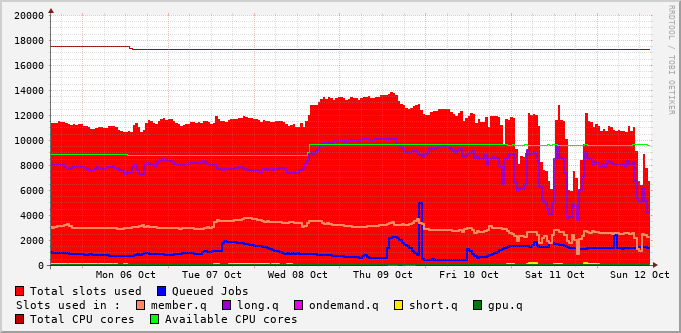 RRDTOOL / TOBI OETIKER
20000
18000
16000
14000
12000
10000
8000
6000
4000
2000
0
Mon 06 Oct Tue 07 Oct Wed 08 Oct Thu 09 Oct Fri 10 Oct Sat 11 Oct Sun 12 Oct
Total slots used Queued Jobs
Slots used in : member.q long.q ondemand.q short.q gpu.q
Total CPU cores Available CPU cores